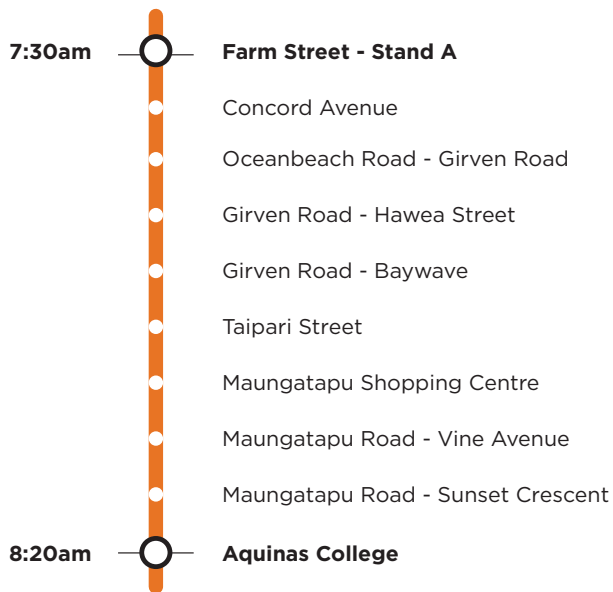 7:30am Farm Street - Stand A
Concord Avenue
Oceanbeach Road - Girven Road
Girven Road - Hawea Street
Girven Road - Baywave
Taipari Street
Maungatapu Shopping Centre
Maungatapu Road - Vine Avenue
Maungatapu Road - Sunset Crescent
8:20am Aquinas College